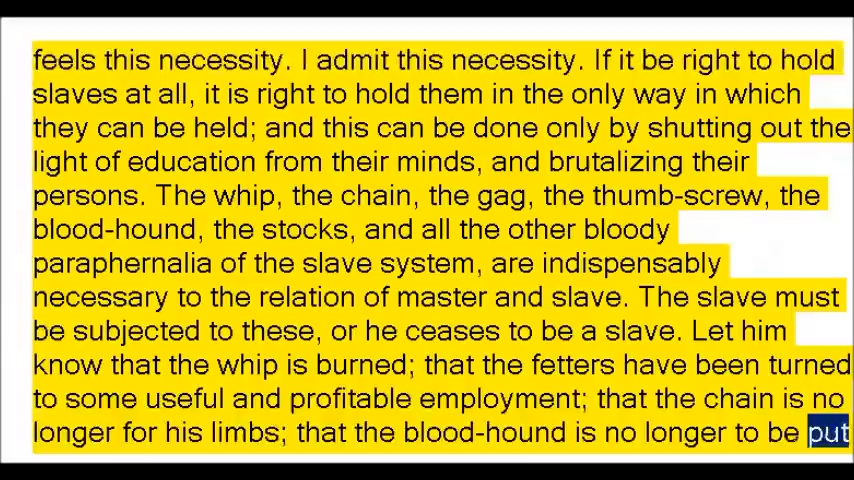 feels this necessity. I admit this necessity. If it be right to hold
slaves at all, it is right to hold them in the only way in which
they can be held; and this can be done only by shutting out the
light of education from their minds, and brutalizing their
persons. The whip, the chain, the gag, the thumb-screw, the
blood-hound, the stocks, and all the other bloody
paraphernalia of the slave system, are indispensably
necessary to the relation of master and slave. The slave must
be subjected to these, or he ceases to be a slave. Let him
know that the whip is burned; that the fetters have been turned
to some useful and profitable employment; that the chain is no
longer for his limbs; that the blood-hound is no longer to be put